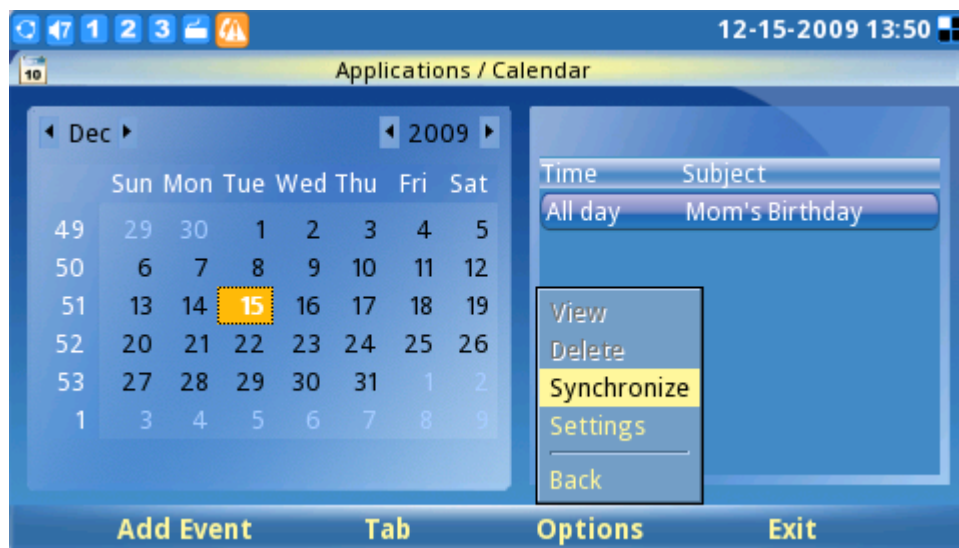 47 1 2 3 12-15-2009 13:50
10 Applications / Calendar
Dec 2009
Sun Mon Tue Wed Thu Fri Sat
49 29 30 1 2 3 4 5
50 6 7 8 9 10 11 12
51 13 14 15 16 17 18 19
52 20 21 22 23 24 25 26
53 27 28 29 30 31 1 2
1 3 4 5 6 7 8 9
Time Subject
All day Mom's Birthday
View
Delete
Synchronize
Settings
Back
Add Event Tab Options Exit